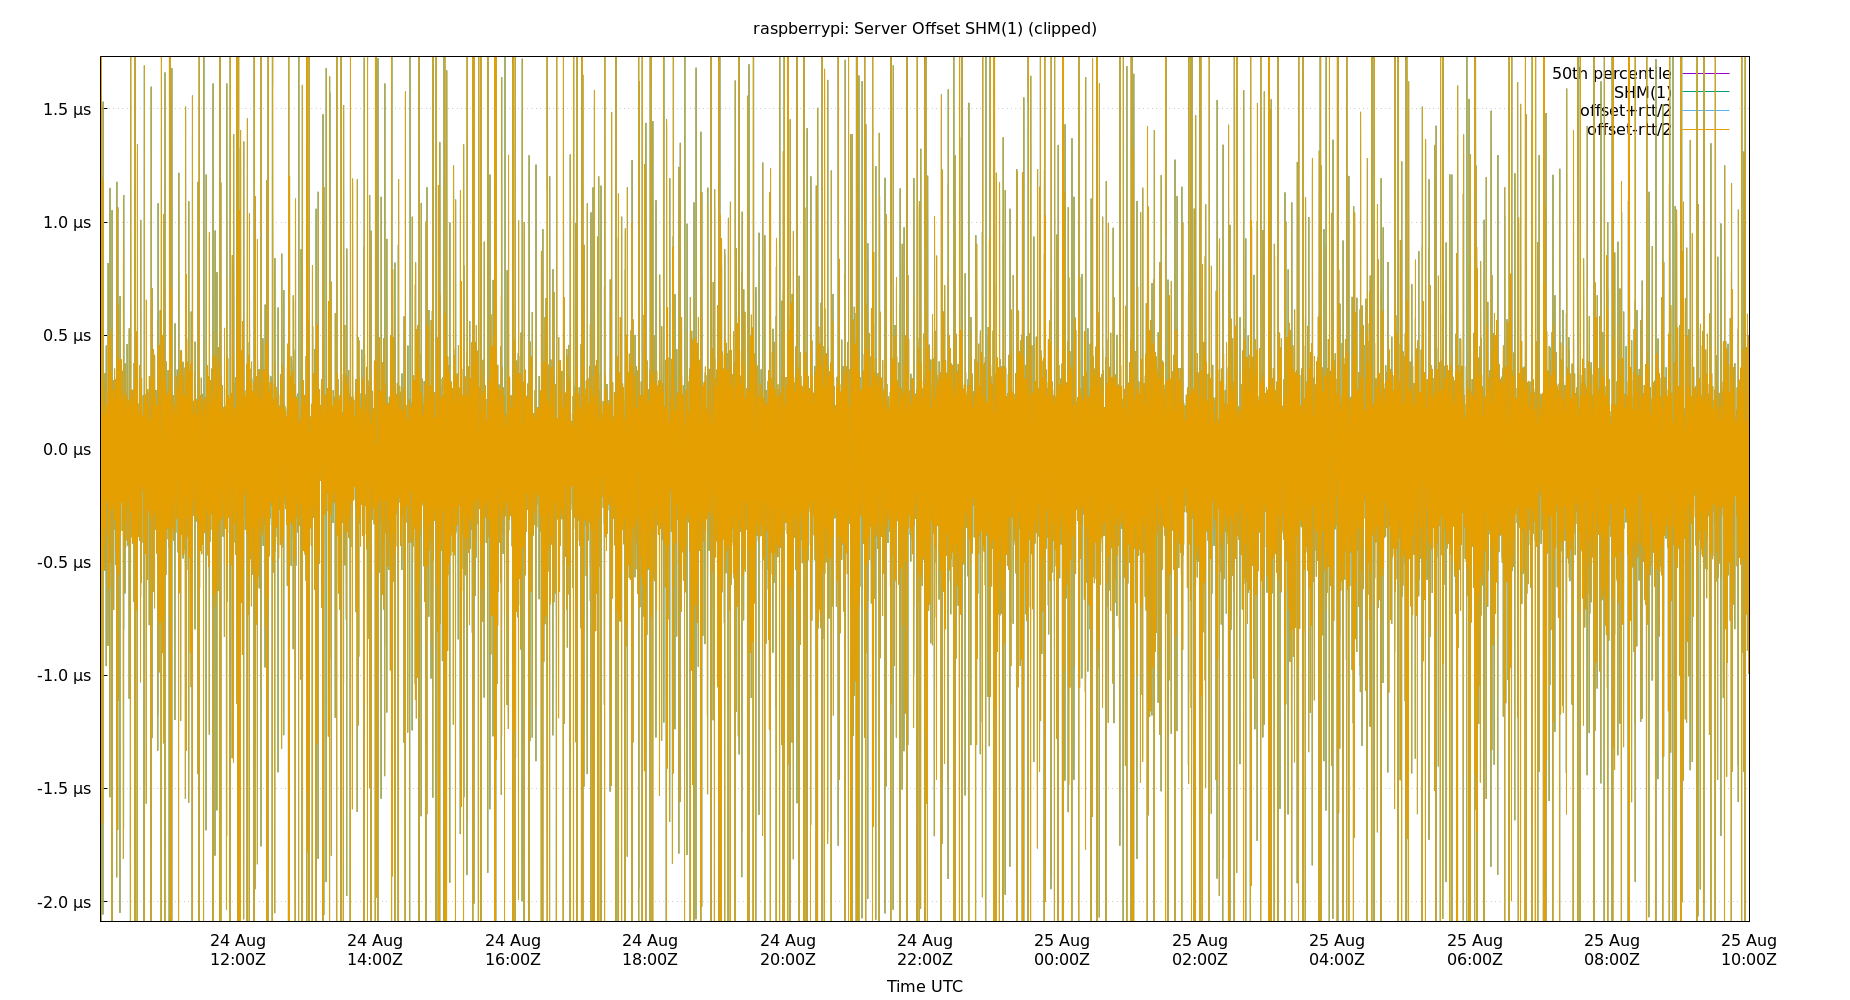 raspberrypi: Server Offset SHM(1) (clipped)
50th percentile
SHM(1)
offset+rtt/2
offset-rtt/2
1.5 µs
1.0 µs
0.5 µs
0.0 µs
-0.5 µs
-1.0 µs
-1.5 µs
-2.0 µs
24 Aug 24 Aug 24 Aug 24 Aug 24 Aug 24 Aug 25 Aug 25 Aug 25 Aug 25 Aug 25 Aug 25 Aug
12:00Z 14:00Z 16:00Z 18:00Z 20:00Z 22:00Z 00:00Z 02:00Z 04:00Z 06:00Z 08:00Z 10:00Z
Time UTC